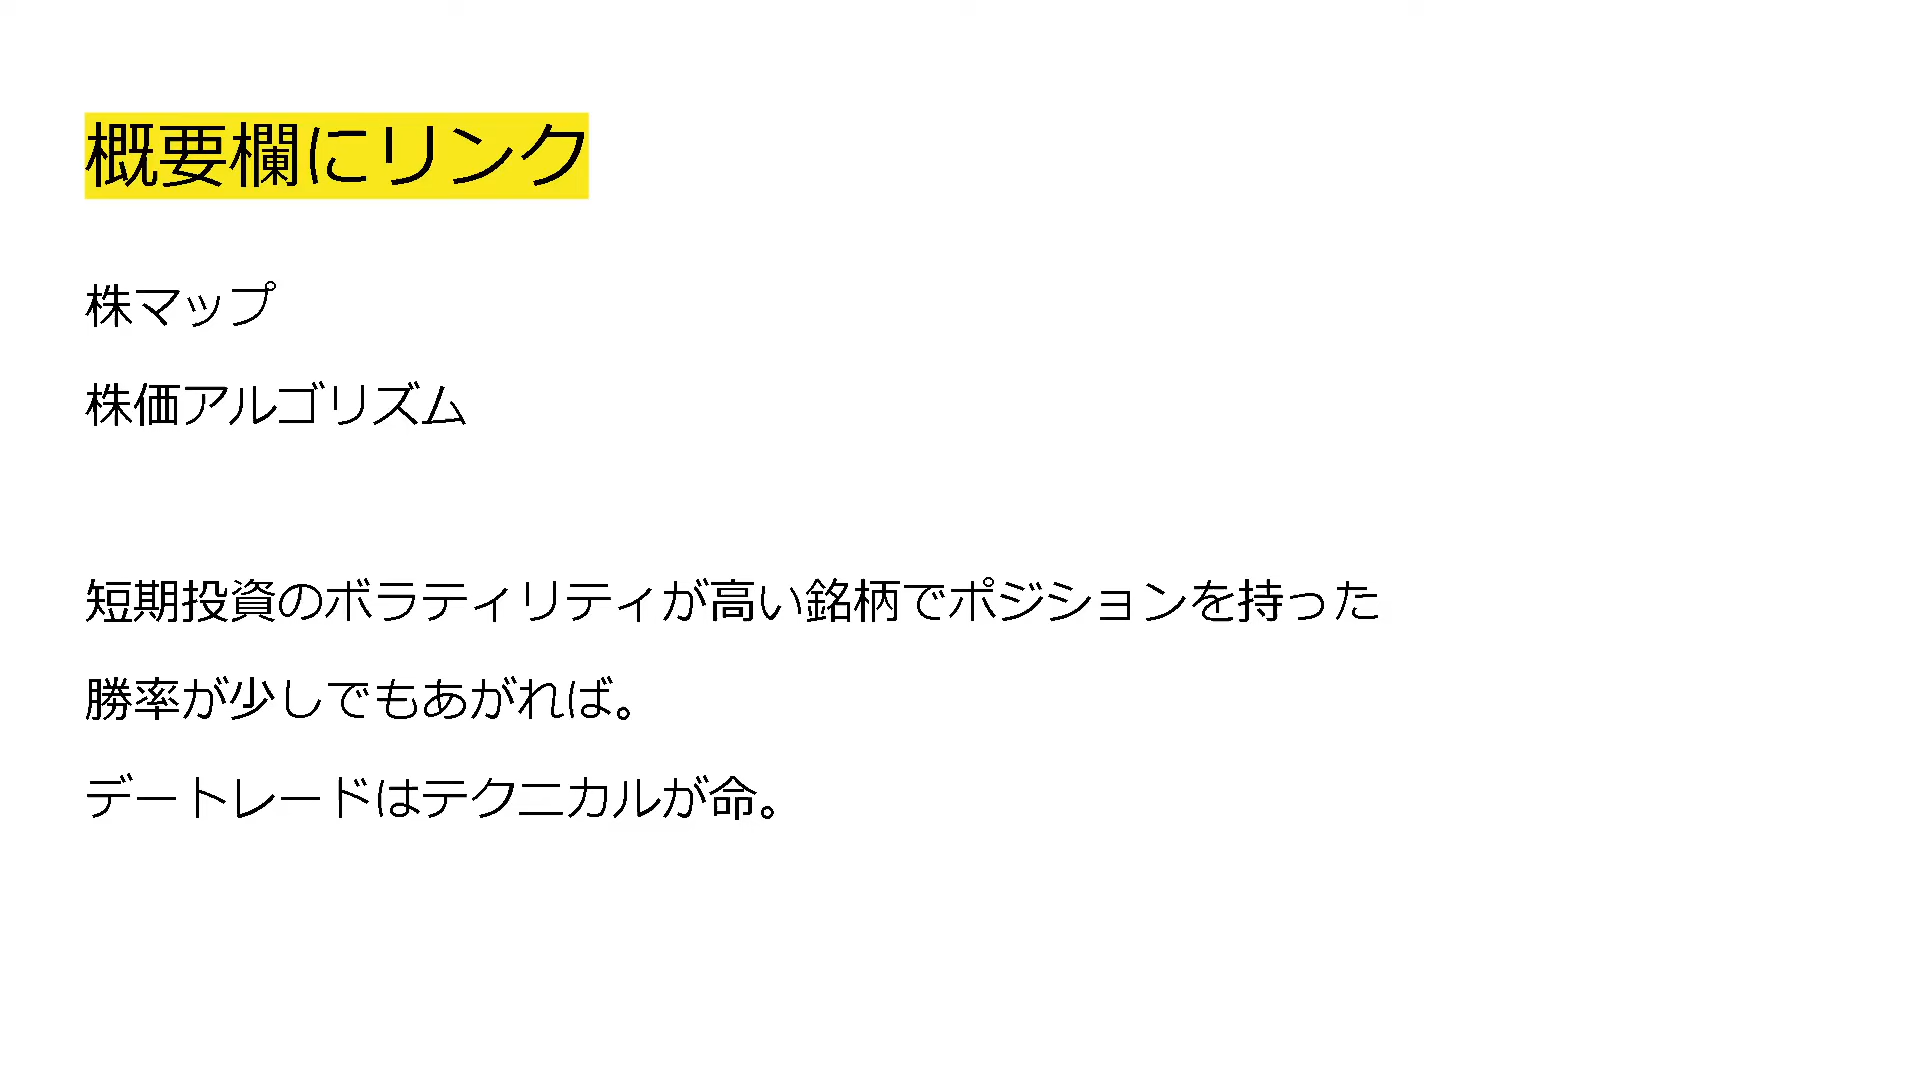 概要欄にリンク
株マップ
株価アルゴリズム
短期投資のボラティリティが高い銘柄でポジションを持った
勝率が少しでもあがれば。
デートレードはテクニカルが命。